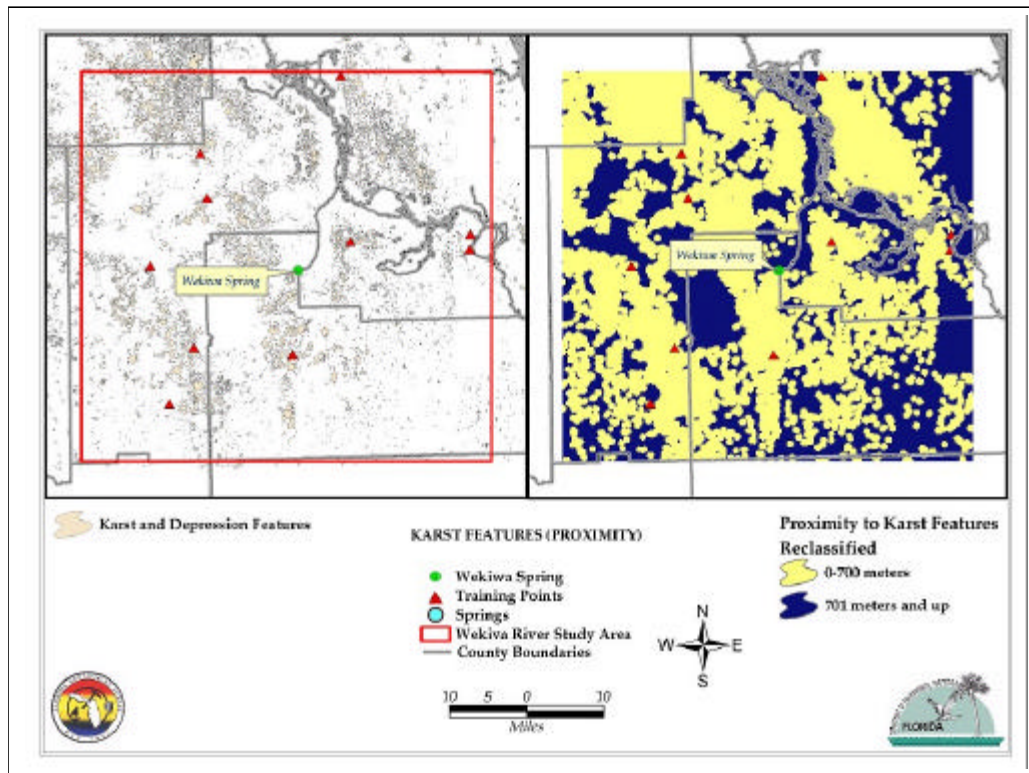 Wekiwa Spring
Wekiwa Spring
Karst and Depression Features
KARST FEATURES (PROXIMITY)
Wekiwa Spring
Training Points
Springs
Wekiva River Study Area
County Boundaries
10 5 0 10
Miles
N
W E
S
Proximity to Karst Features
Reclassified
0-700 meters
701 meters and up
FLORIDA